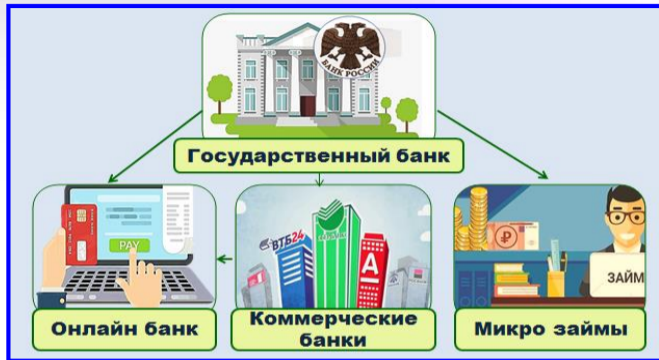 БАНК РОССИИ
Государственный банк
PAY
ВТБ24
А
ЗАЙМ
Онлайн банк
Коммерческие
банки
Микро займы